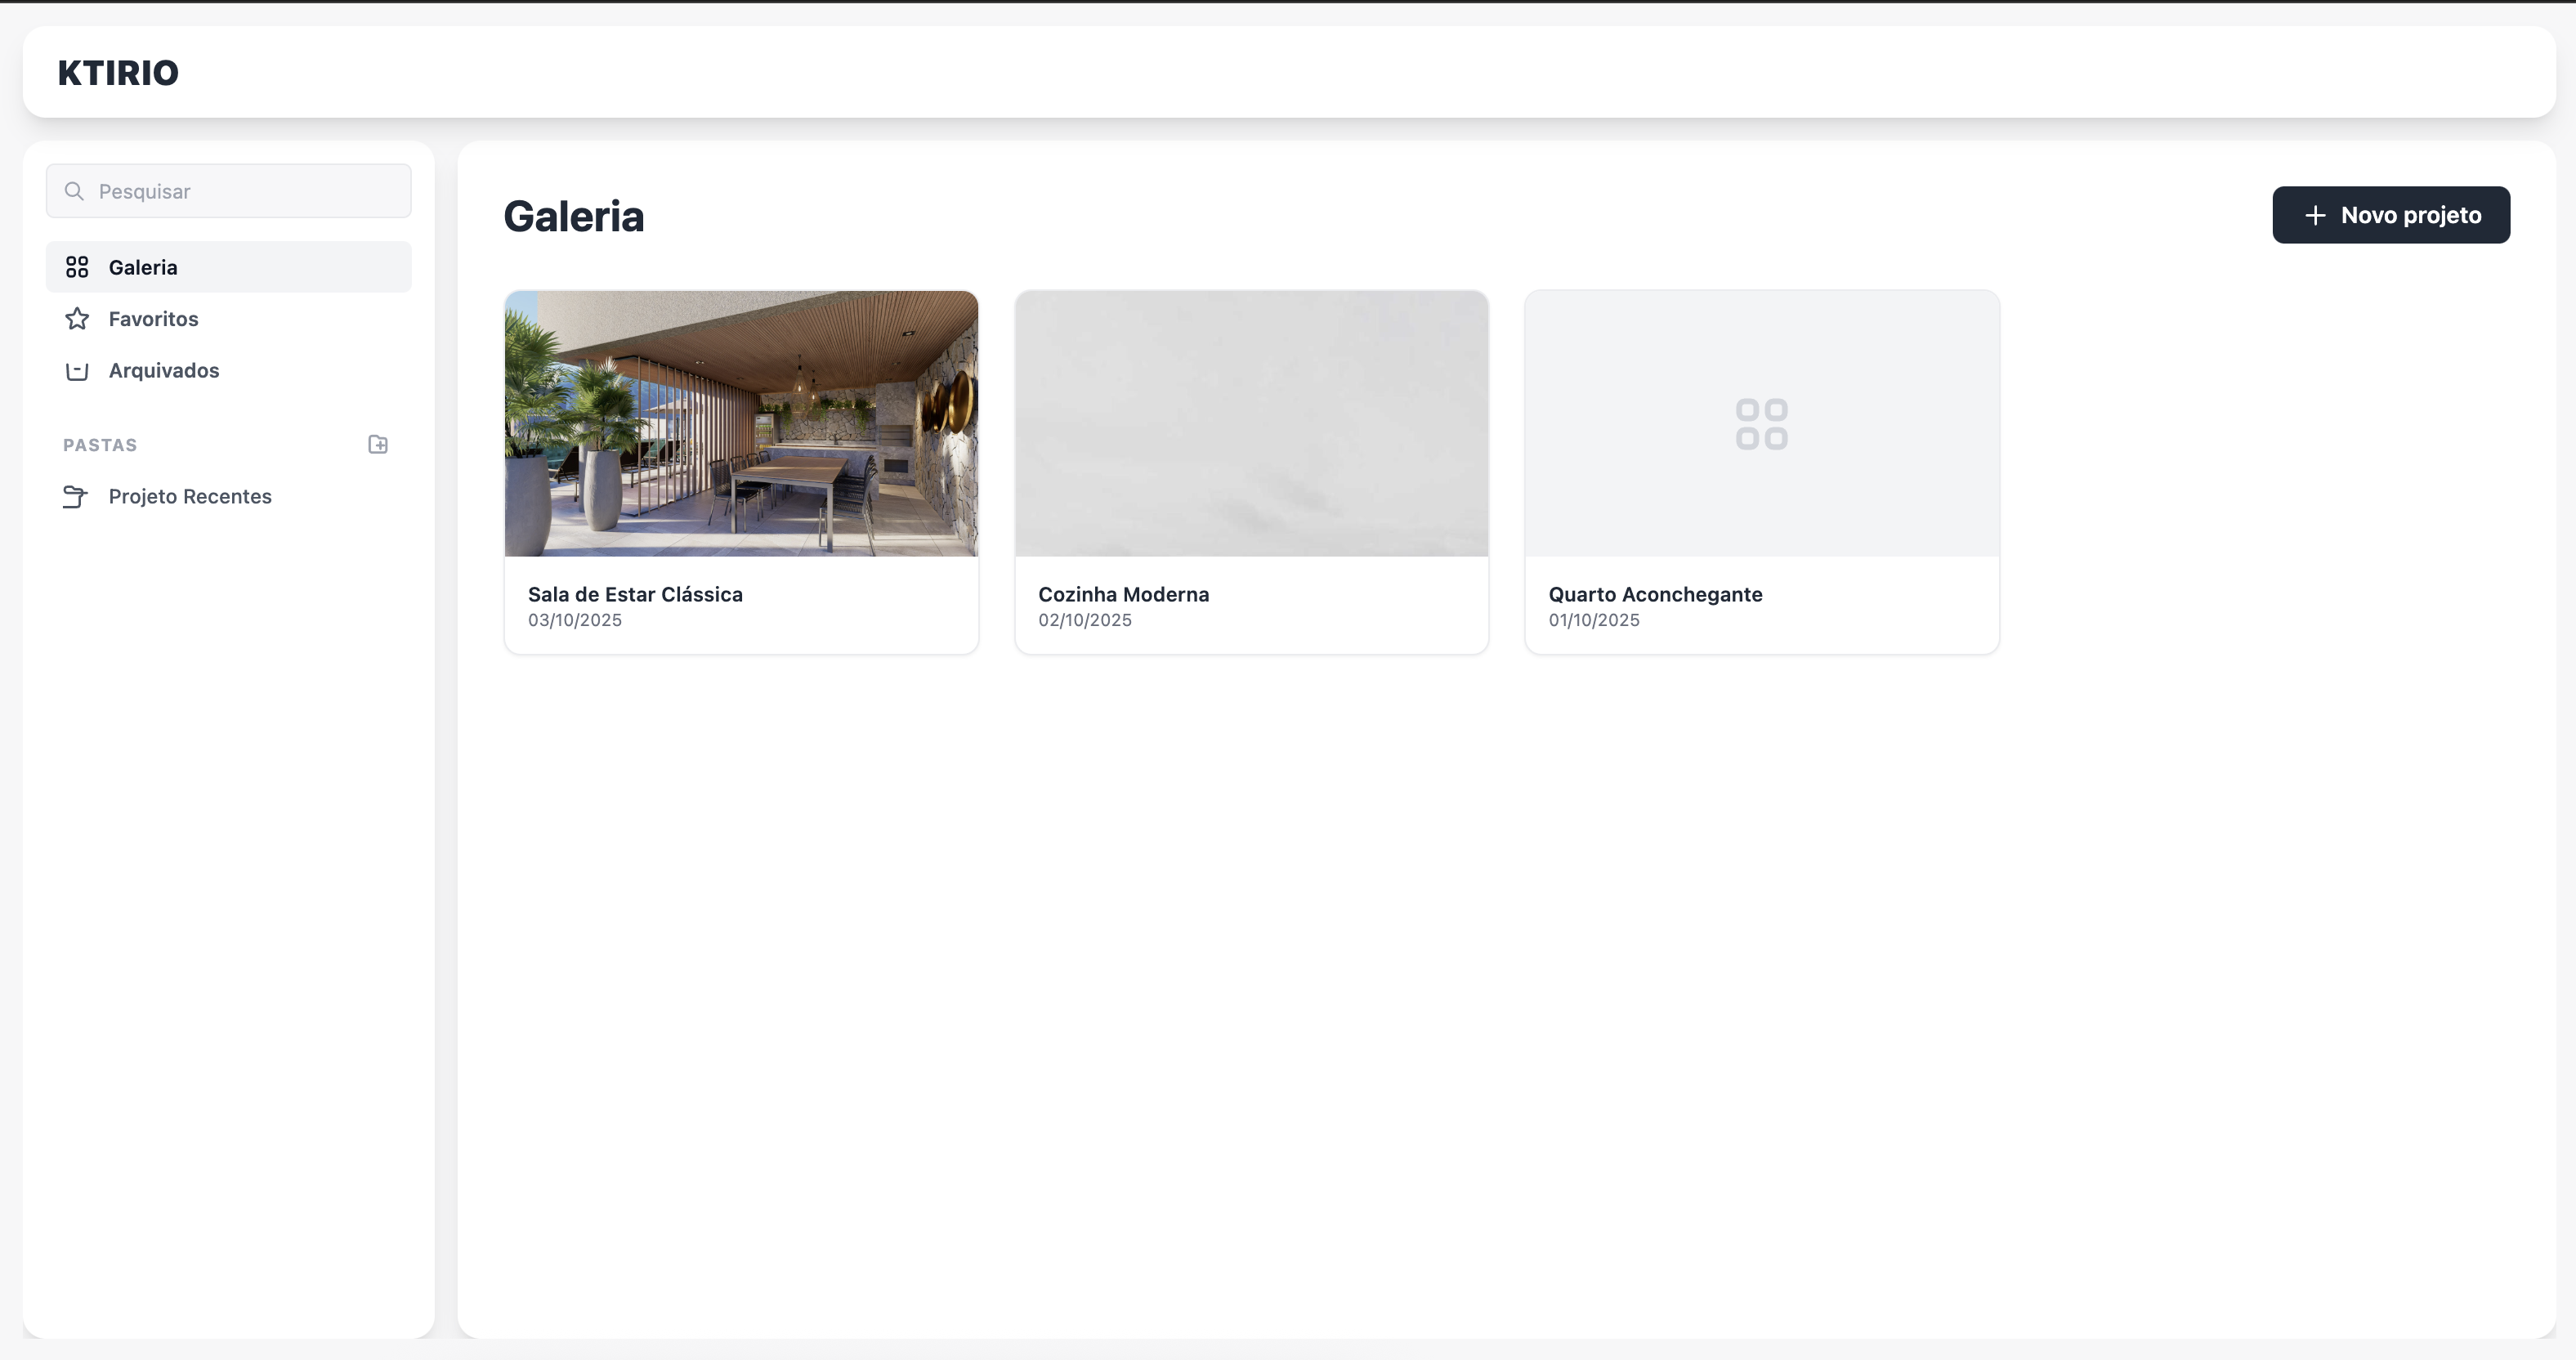 KTIRIO
Pesquisar
Galeria
Favoritos
Arquivados
PASTAS
Projeto Recentes
Galeria
Novo projeto
Sala de Estar Clássica
03/10/2025
Cozinha Moderna
02/10/2025
Quarto Aconchegante
01/10/2025